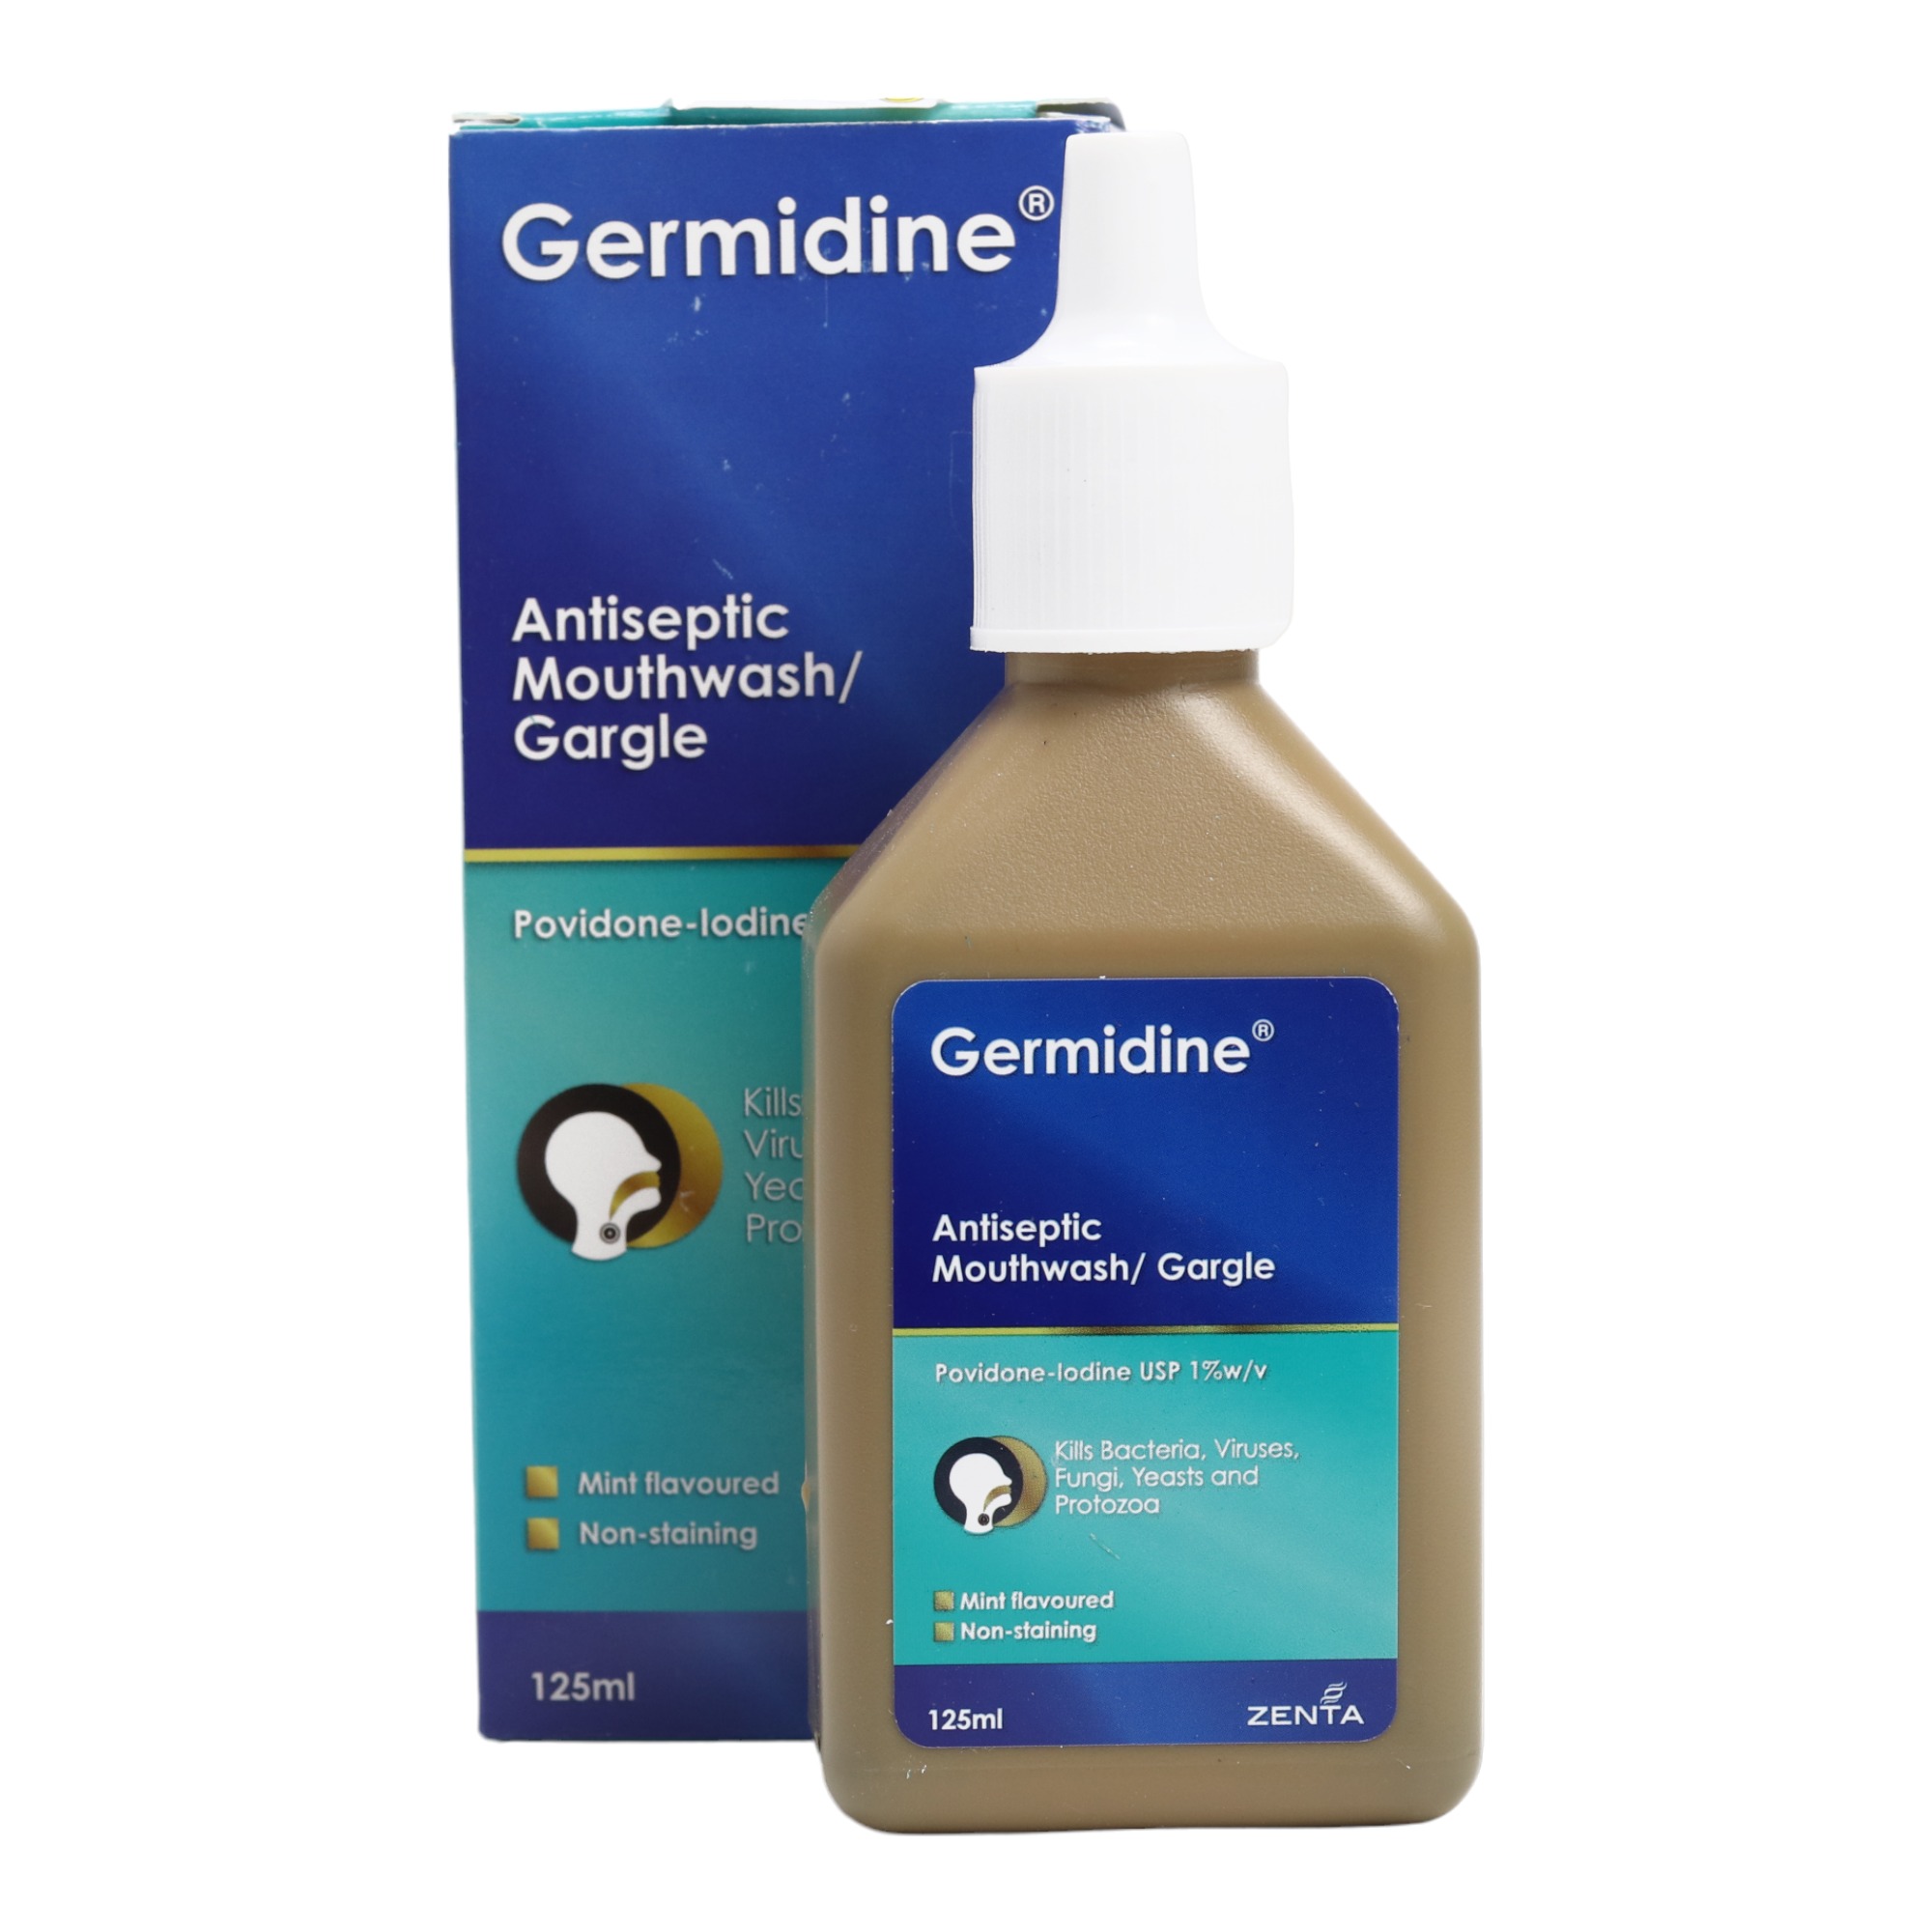 Germidine®
Antiseptic
Mouthwash/
Gargle
Povidone-Iodine
Kills
Mint flavoured
Non-staining
125ml
Germidine®
Antiseptic
Mouthwash/ Gargle
Povidone-Iodine USP 1%w/v
Kills Bacteria, Viruses,
Fungi, Yeasts and
Protozoa
Mint flavoured
Non-staining
125ml
ZENTA